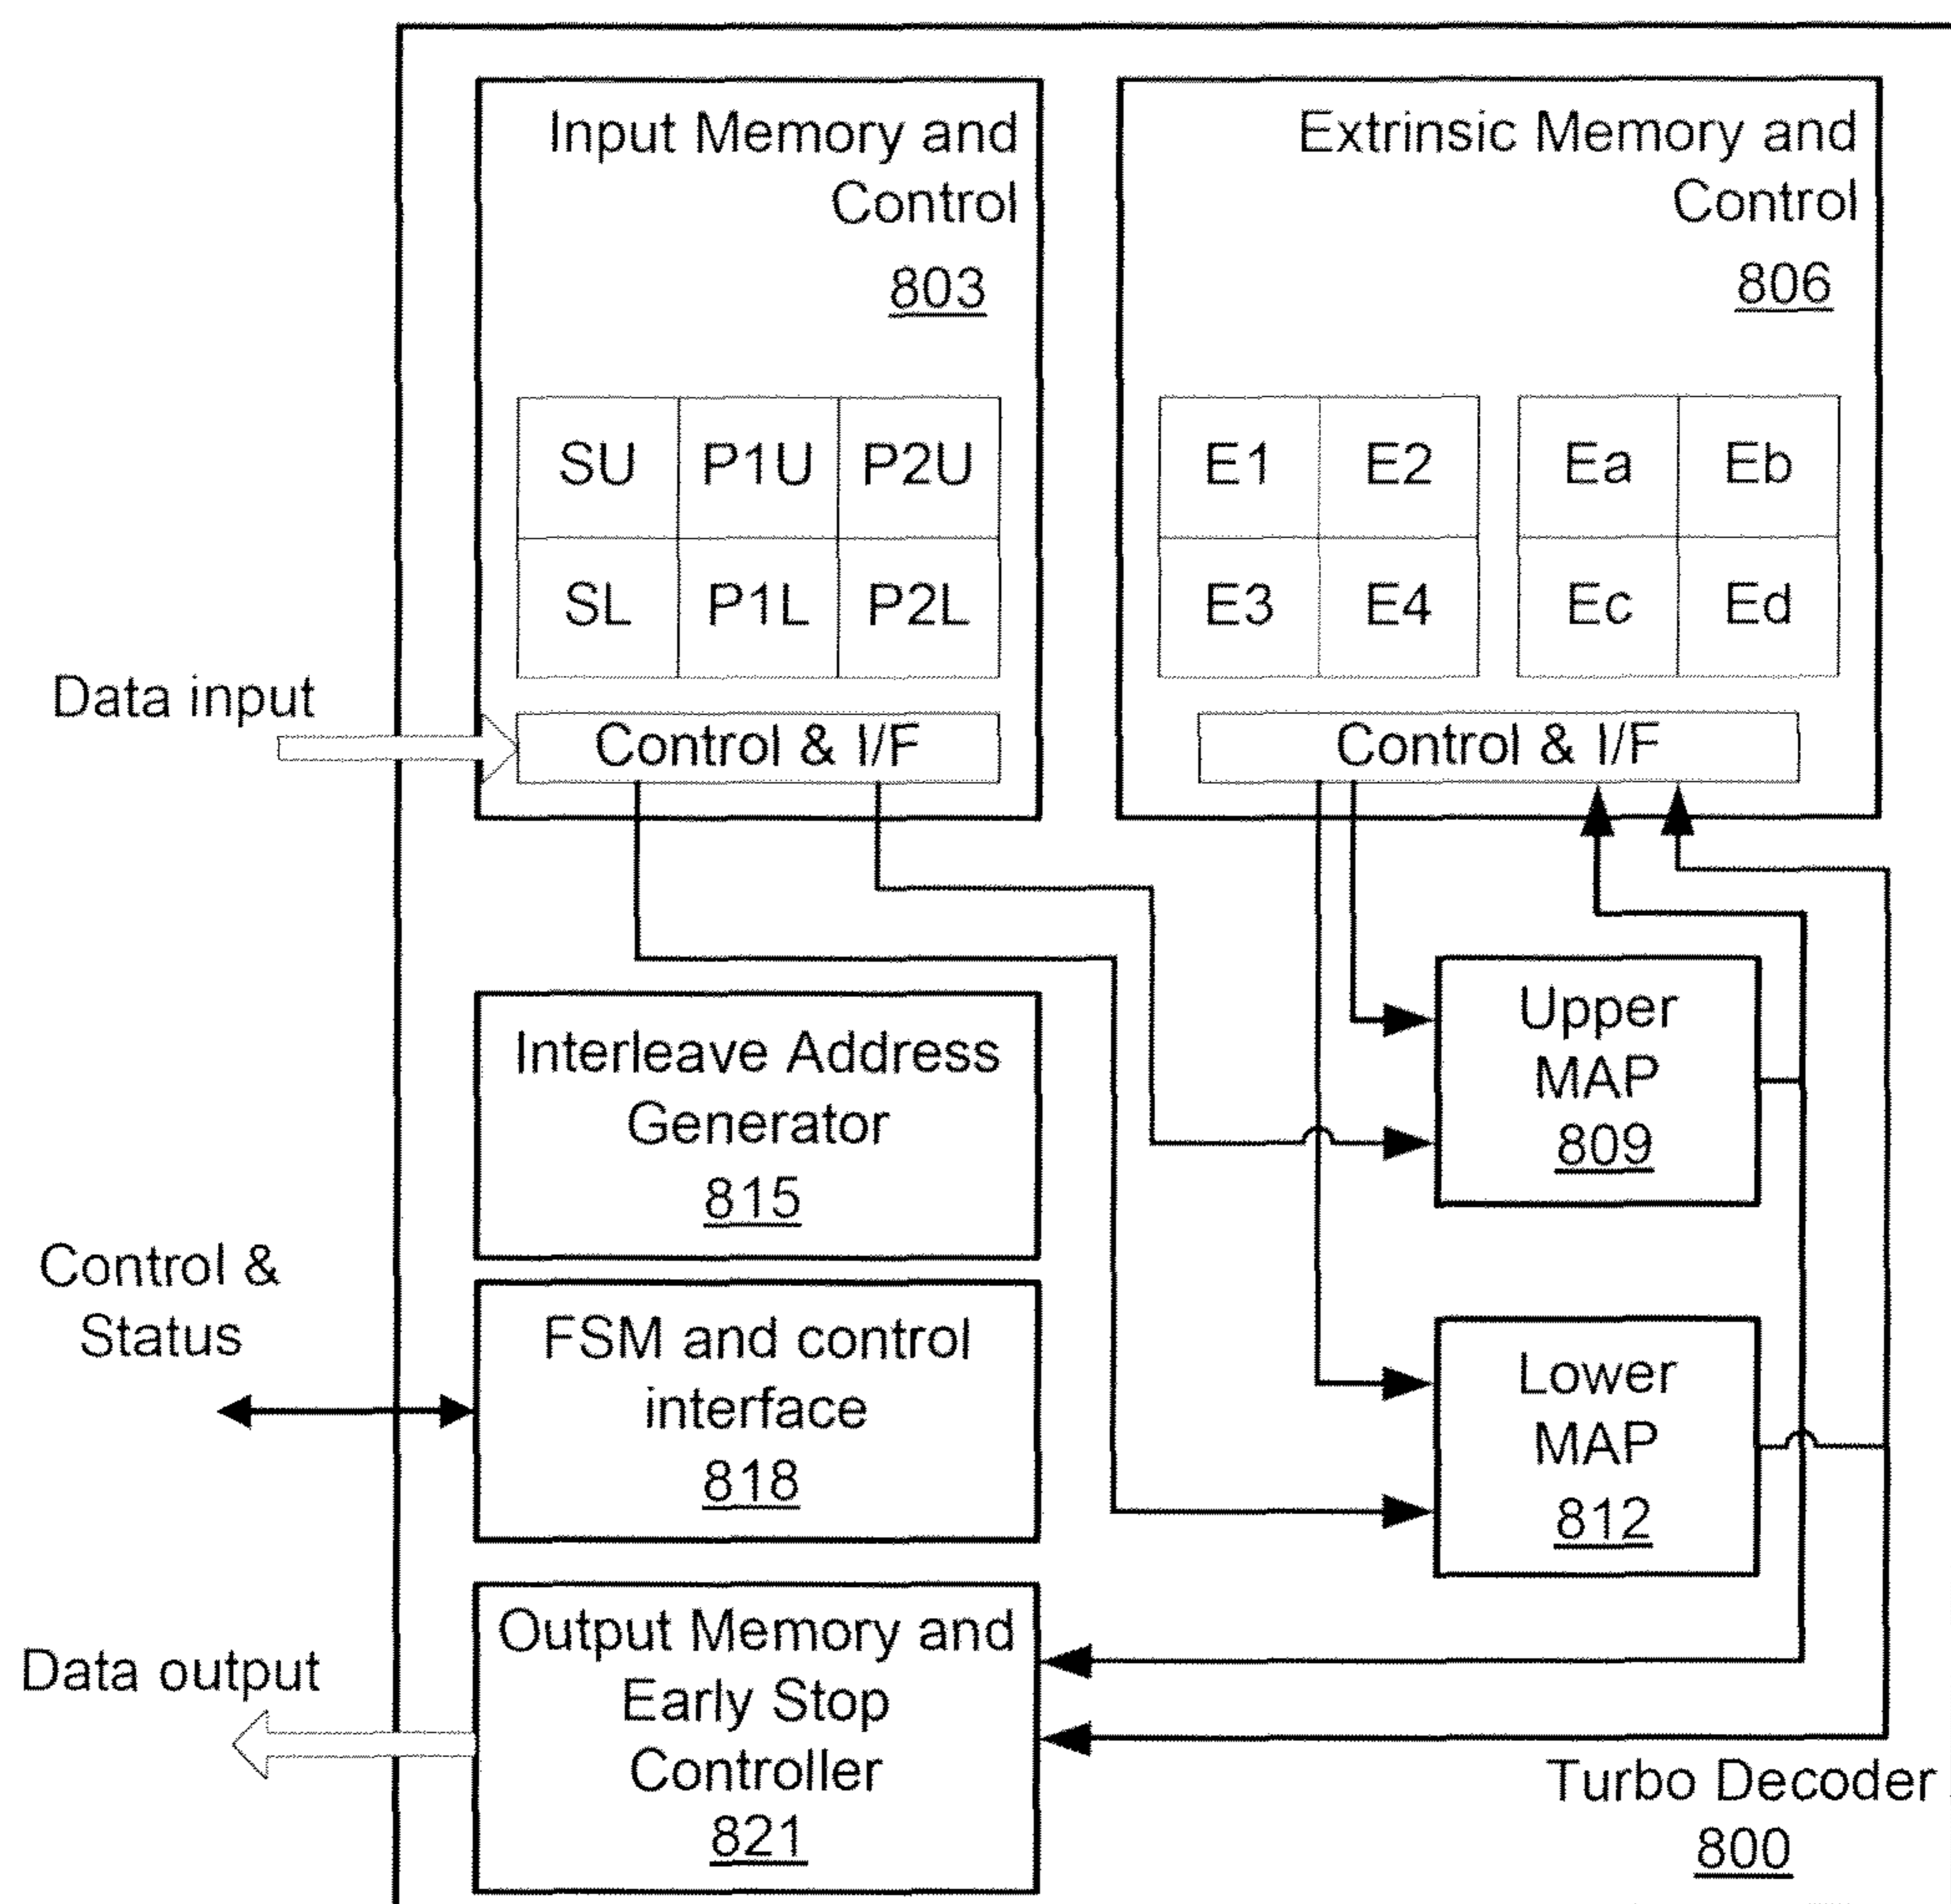 Input Memory and
Control
803
SU P1U P2U
SL P1L P2L
Control & I/F
Extrinsic Memory and
Control
806
E1 E2 Ea Eb
E3 E4 Ec Ed
Control & I/F
Data input
Interleave Address
Generator
815
Upper
MAP
809
Control &
Status
FSM and control
interface
818
Lower
MAP
812
Data output
Output Memory and
Early Stop
Controller
821
Turbo Decoder
800